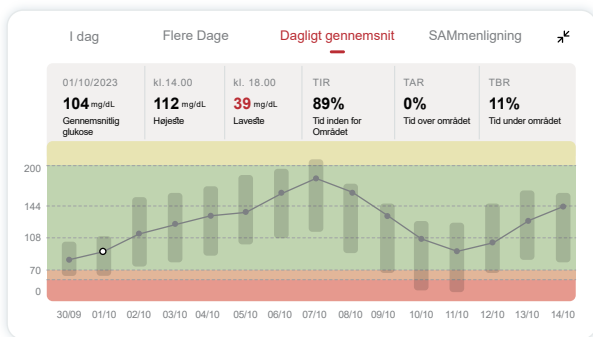 I dag Flere Dage Dagligt gennemsnit SAMmenligning
01/10/2023 kl.14.00 kl. 18.00 TIR TAR TBR
104 mg/dL 112 mg/dL 39 mg/dL 89% 0% 11%
Gennemsnitlig Højeste Laveste Tid inden for Tid over området Tid under området
glukose Området
200
144
108
70
0
30/09 01/10 02/10 03/10 04/10 05/10 06/10 07/10 08/10 09/10 10/10 11/10 12/10 13/10 14/10